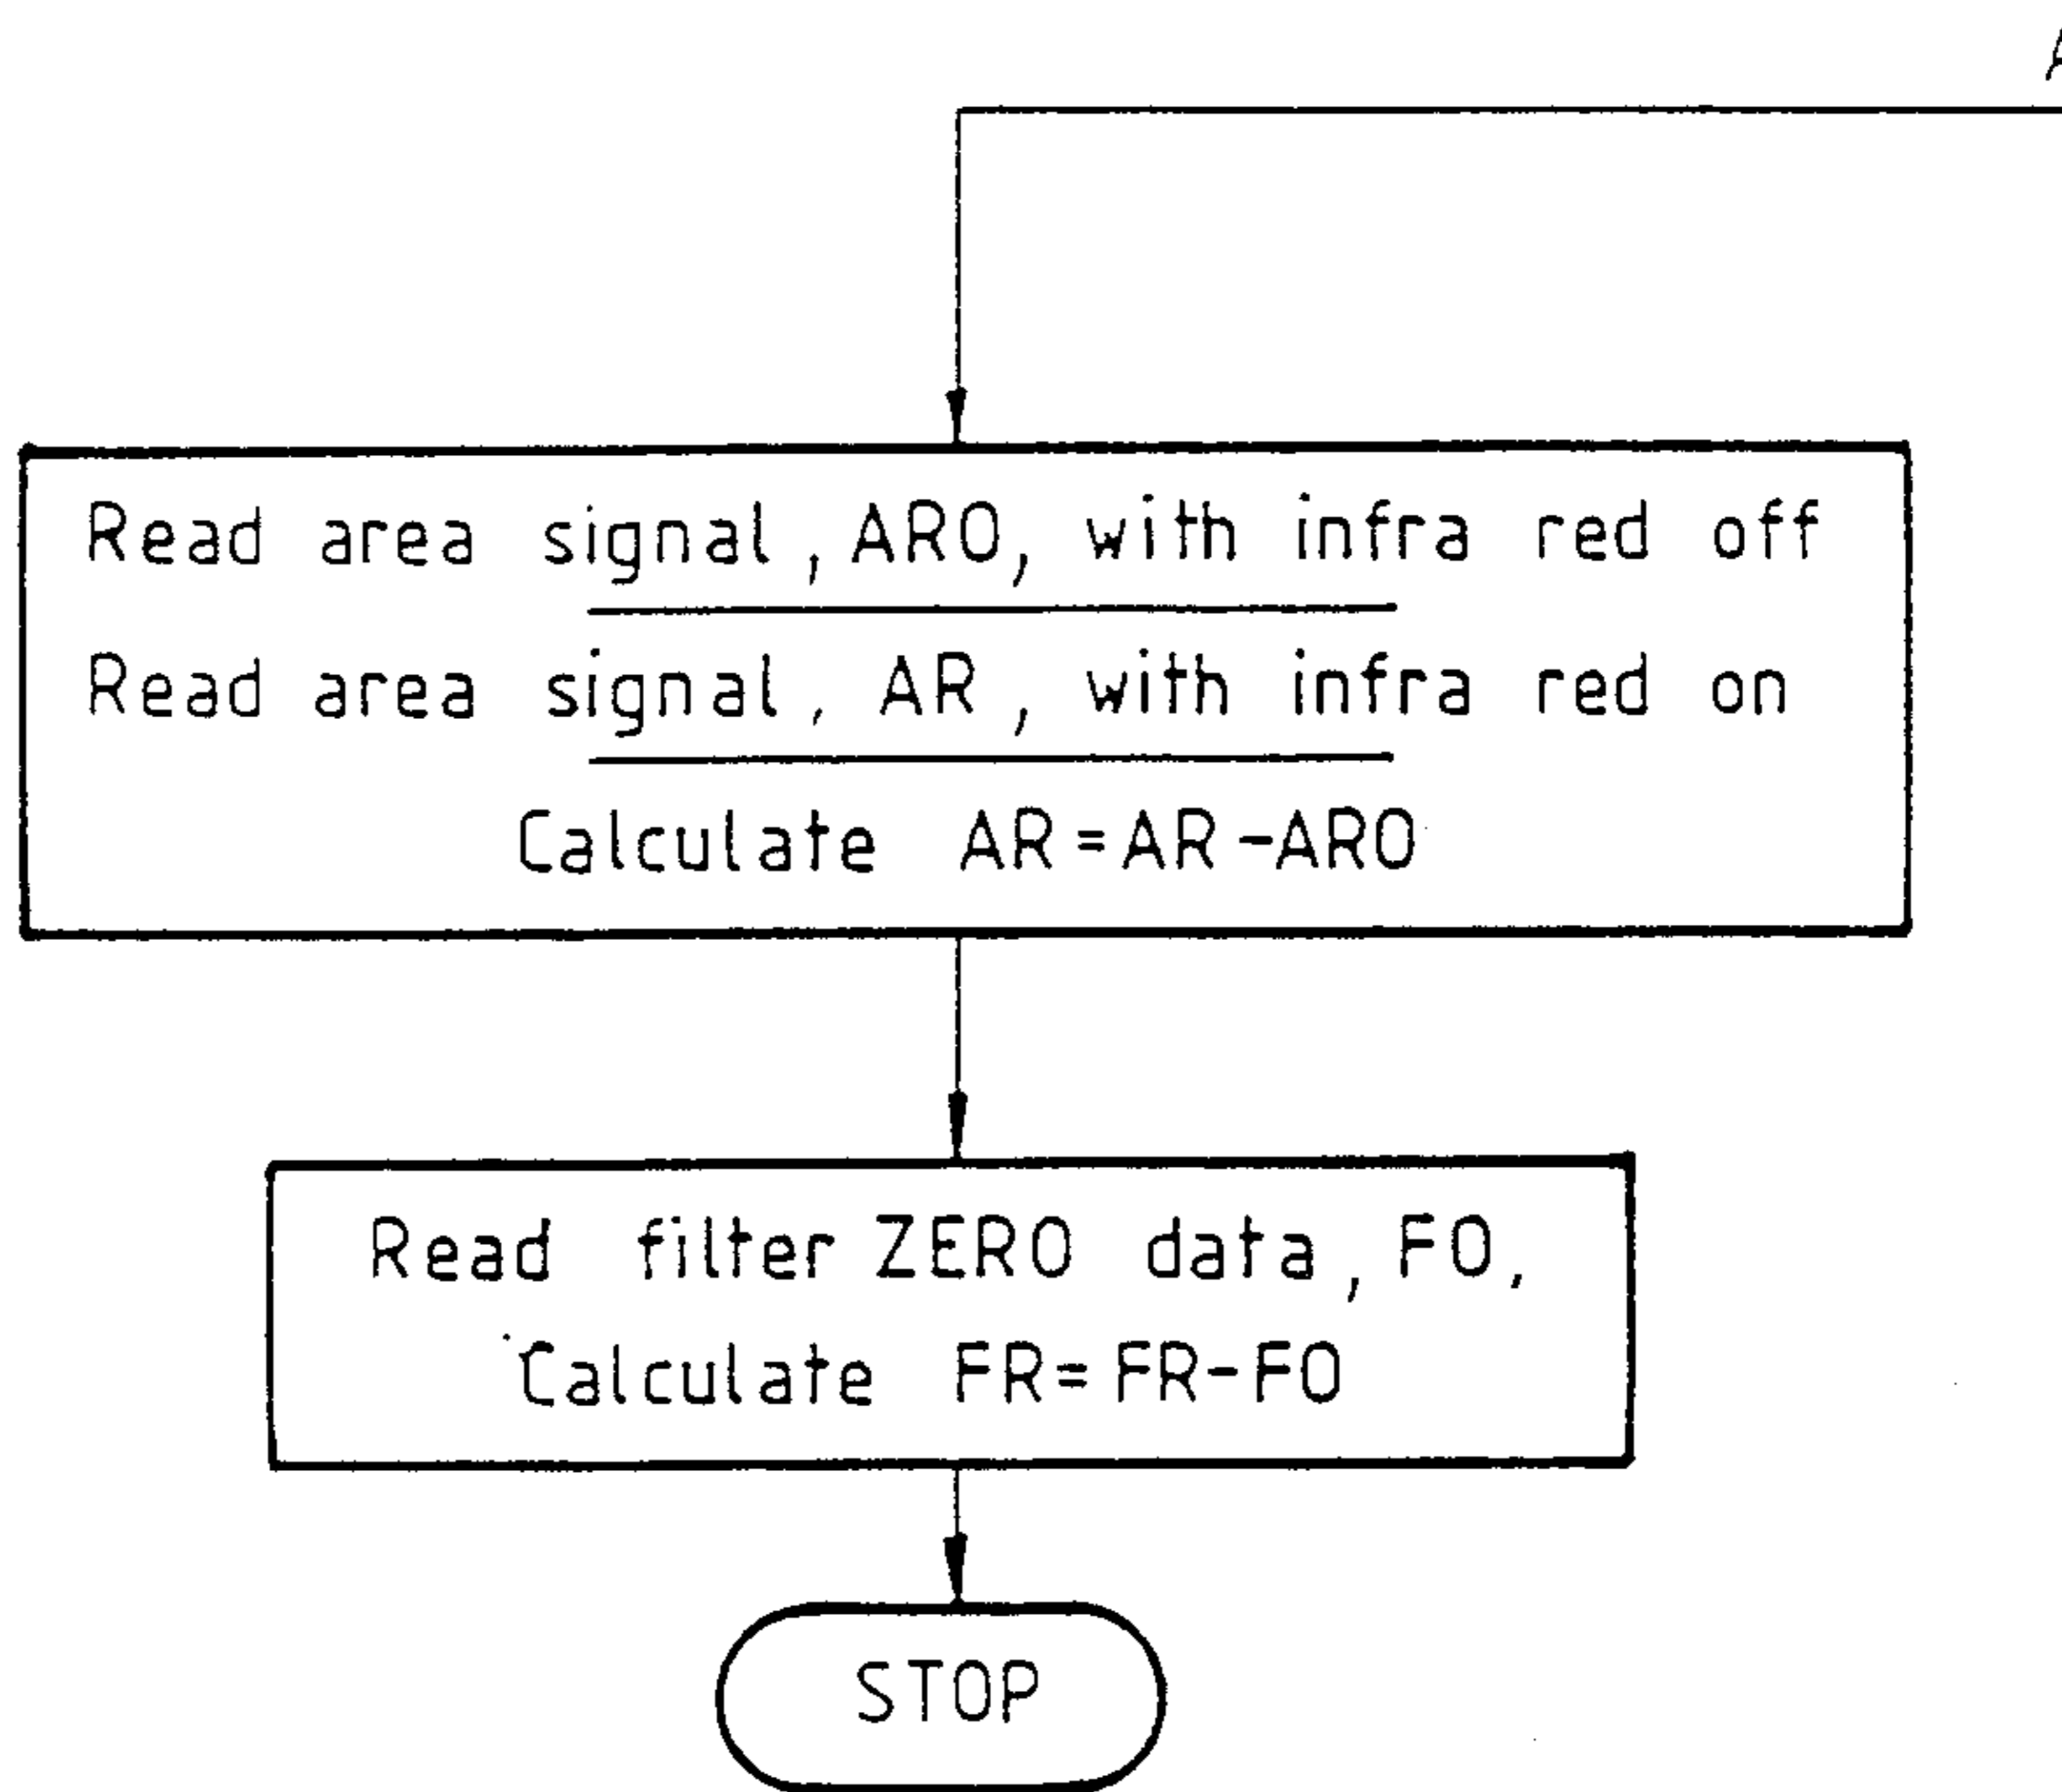 Read area signal, ARO, with infra red off
Read area signal, AR, with infra red on
Calculate AR=AR-ARO
Read filter ZERO data, FO,
Calculate FR=FR-FO
STOP